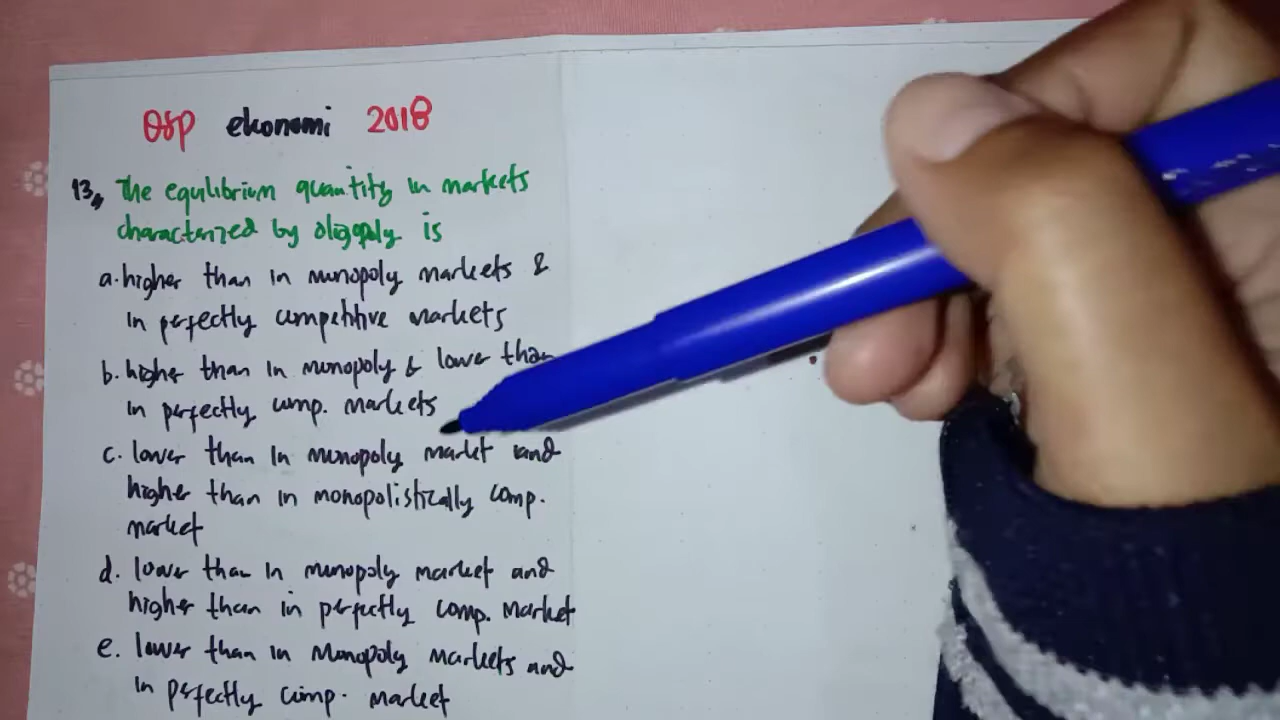 OSP ekonomi 2018
13,, The equilibrium quantity in markets
characterized by oligopoly is
a. higher than in monopoly markets &
in perfectly competitive markets
b. higher than in monopoly & lower than
in perfectly comp. markets
c. lower than in monopoly market and
higher than in monopolistically comp.
market
d. lower than in monopoly market and
higher than in perfectly comp. market
e. lower than in monopoly markets and
in perfectly comp. market